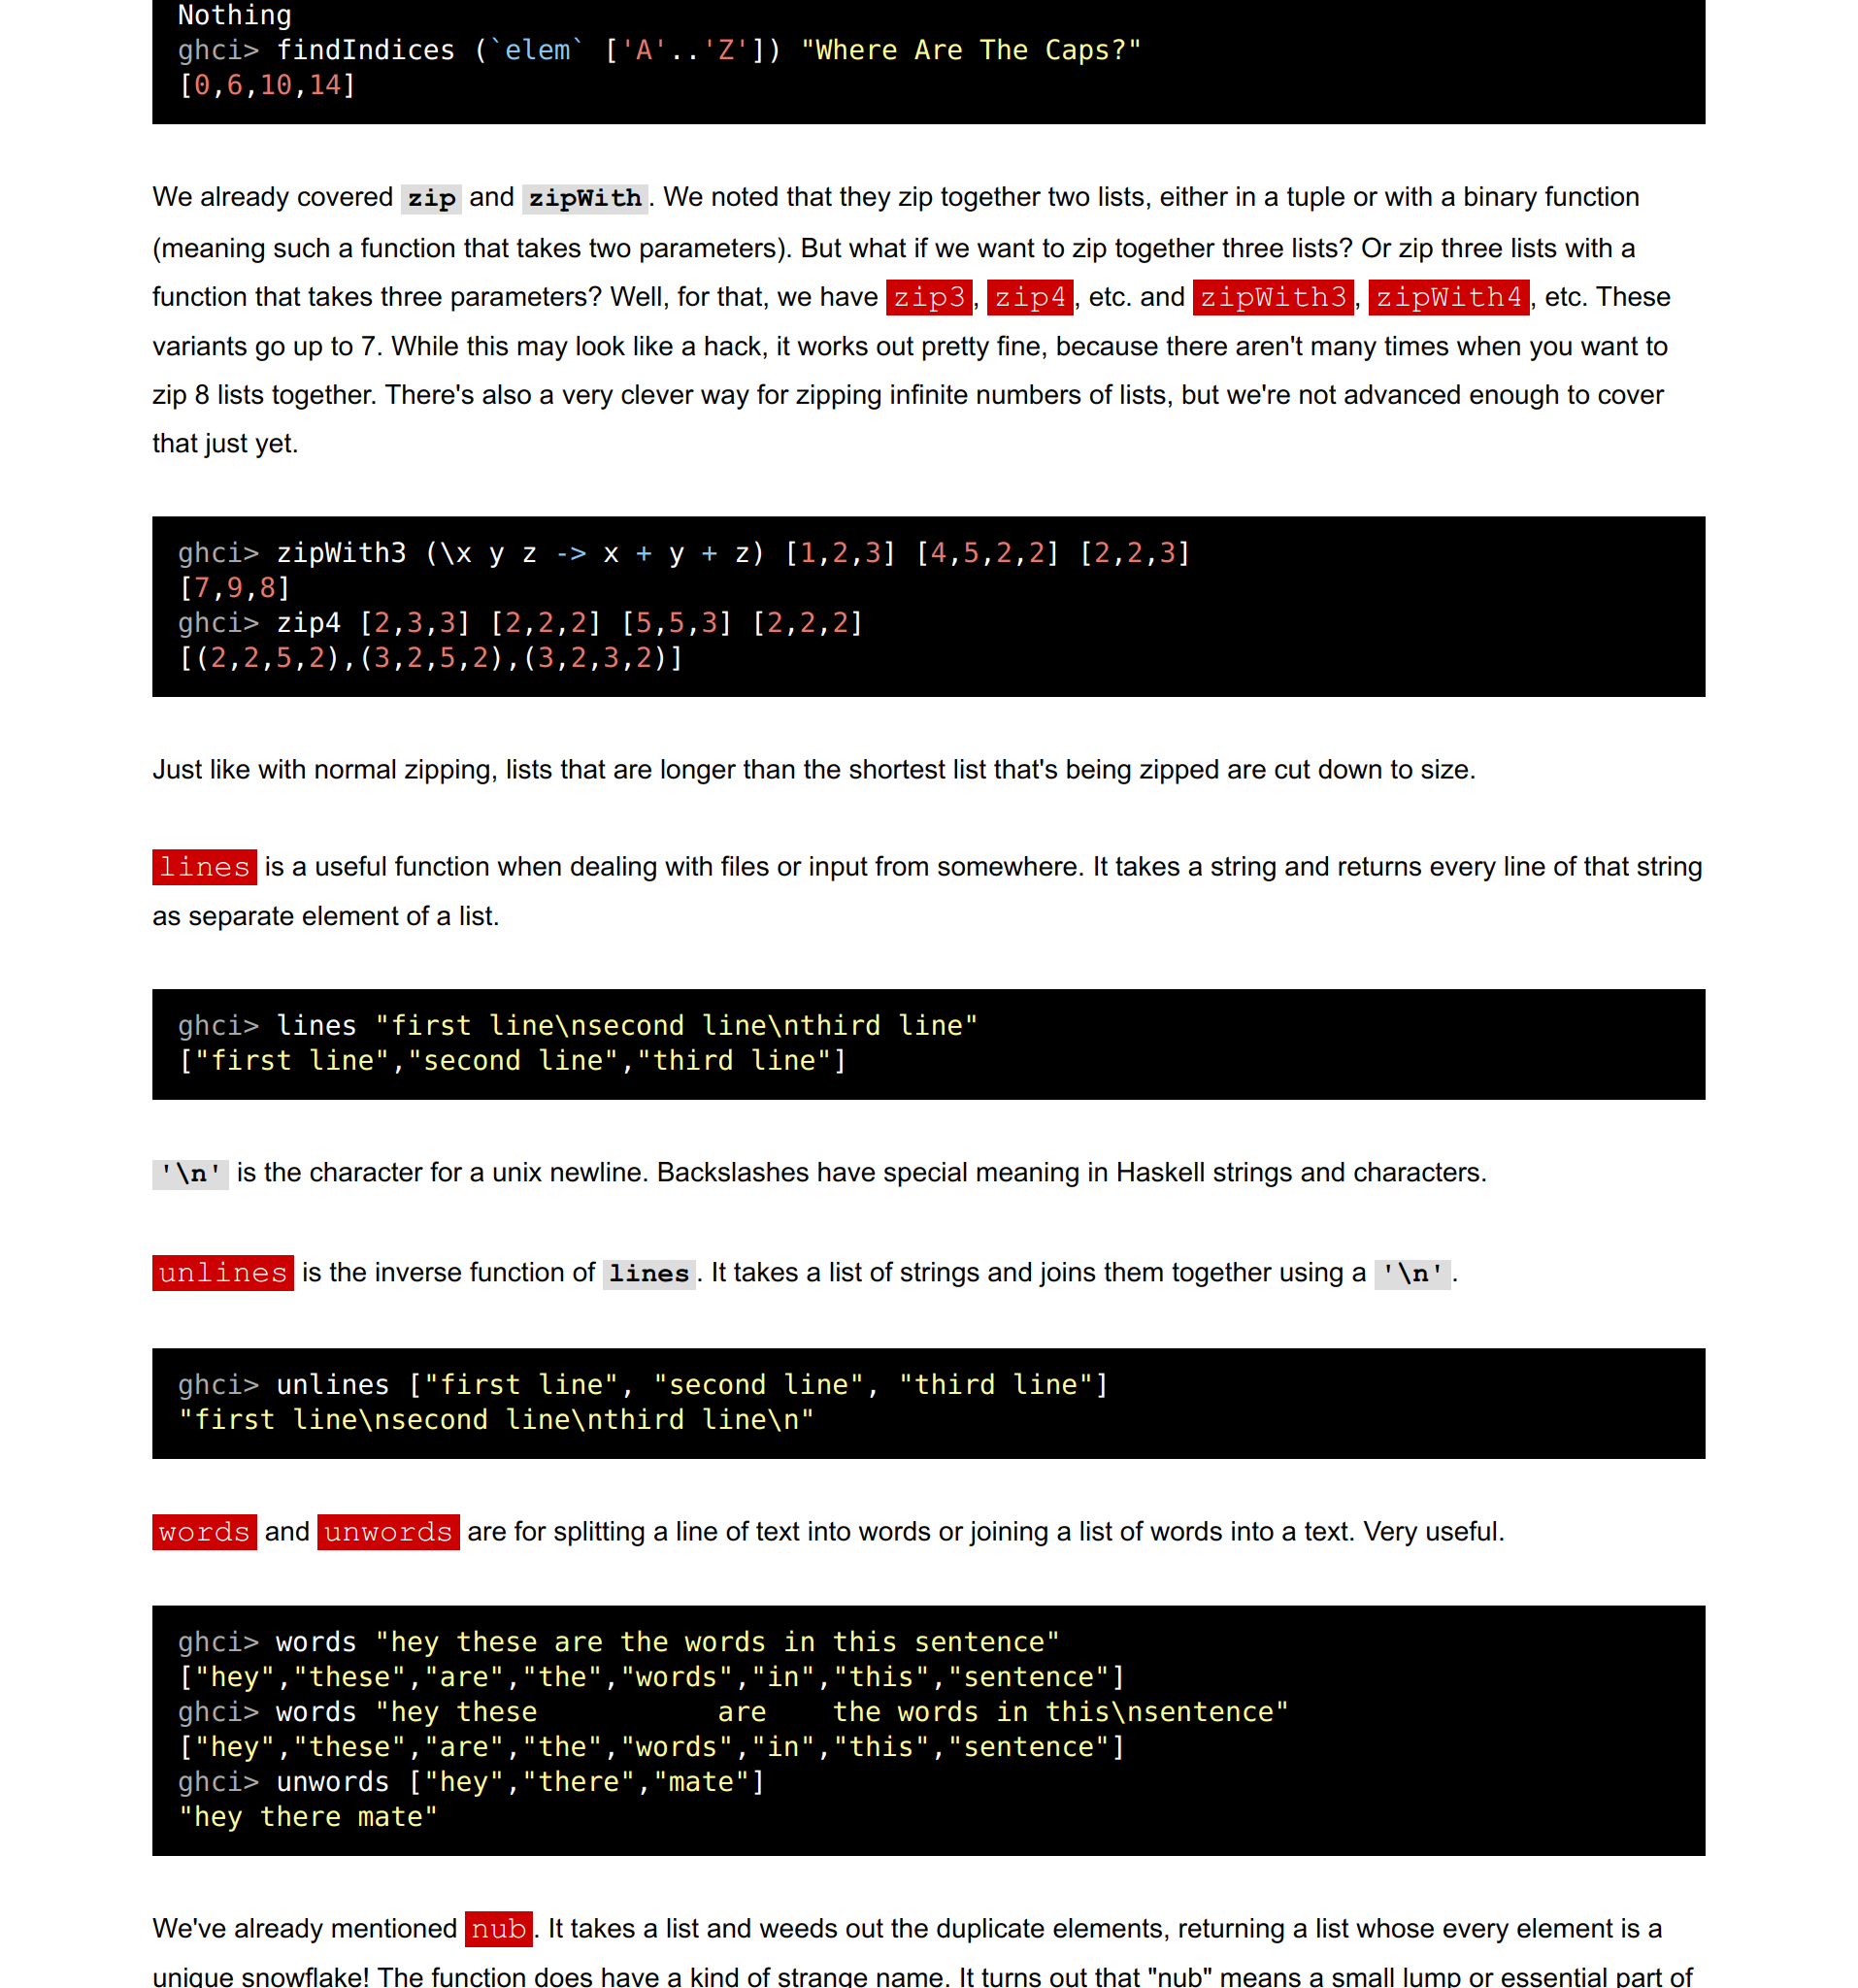 Nothing
ghci> findIndices (`elem` ['A'..'Z']) "Where Are The Caps?"
[0,6,10,14]
We already covered zip and zipWith. We noted that they zip together two lists, either in a tuple or with a binary function
(meaning such a function that takes two parameters). But what if we want to zip together three lists? Or zip three lists with a
function that takes three parameters? Well, for that, we have zip3, zip4, etc. and zipWith3, zipWith4, etc. These
variants go up to 7. While this may look like a hack, it works out pretty fine, because there aren't many times when you want to
zip 8 lists together. There's also a very clever way for zipping infinite numbers of lists, but we're not advanced enough to cover
that just yet.
ghci> zipWith3 (\x y z -> x + y + z) [1,2,3] [4,5,2,2] [2,2,3]
[7,9,8]
ghci> zip4 [2,3,3] [2,2,2] [5,5,3] [2,2,2]
[(2,2,5,2),(3,2,5,2),(3,2,3,2)]
Just like with normal zipping, lists that are longer than the shortest list that's being zipped are cut down to size.
lines is a useful function when dealing with files or input from somewhere. It takes a string and returns every line of that string
as separate element of a list.
ghci> lines "first line\nsecond line\nthird line"
["first line","second line","third line"]
'\n' is the character for a unix newline. Backslashes have special meaning in Haskell strings and characters.
unlines is the inverse function of lines. It takes a list of strings and joins them together using a '\n'.
ghci> unlines ["first line", "second line", "third line"]
"first line\nsecond line\nthird line\n"
words and unwords are for splitting a line of text into words or joining a list of words into a text. Very useful.
ghci> words "hey these are the words in this sentence"
["hey","these","are","the","words","in","this","sentence"]
ghci> words "hey these           are    the words in this\nsentence"
["hey","these","are","the","words","in","this","sentence"]
ghci> unwords ["hey","there","mate"]
"hey there mate"
We've already mentioned nub. It takes a list and weeds out the duplicate elements, returning a list whose every element is a
unique snowflake! The function does have a kind of strange name. It turns out that "nub" means a small lump or essential part of